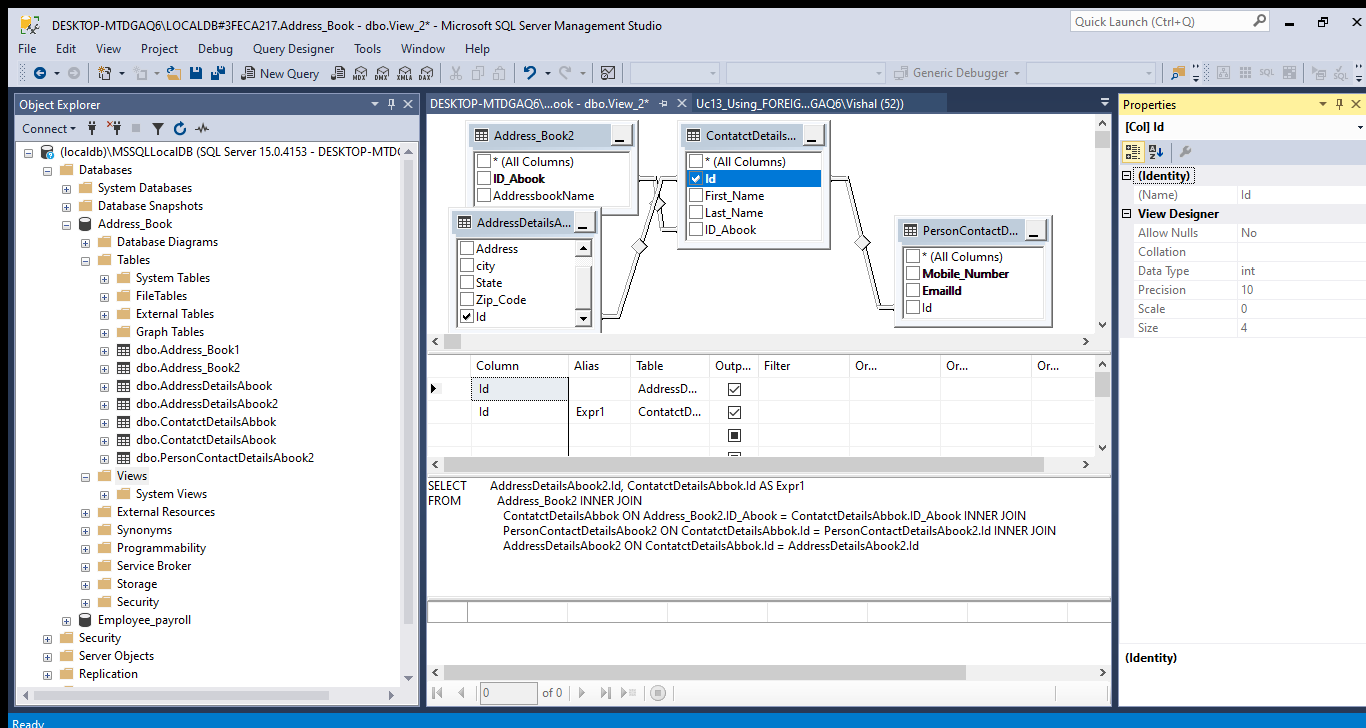 DESKTOP-MTDGAQ6\LOCALDB#3FECA217.Address_Book - dbo.View_2* - Microsoft SQL Server Management Studio
Quick Launch (Ctrl+Q)
File Edit View Project Debug Query Designer Tools Window Help
New Query
MDX DMX XMLA DAX
Generic Debugger
SQL
Object Explorer
Connect
(localdb)\MSSQLLocalDB (SQL Server 15.0.4153 - DESKTOP-MTDG
Databases
System Databases
Database Snapshots
Address_Book
Database Diagrams
Tables
System Tables
FileTables
External Tables
Graph Tables
dbo.Address_Book1
dbo.Address_Book2
dbo.AddressDetailsAbook
dbo.AddressDetailsAbook2
dbo.ContatctDetailsAbbok
dbo.ContatctDetailsAbook
dbo.PersonContactDetailsAbook2
Views
System Views
External Resources
Synonyms
Programmability
Service Broker
Storage
Security
Employee_payroll
Security
Server Objects
Replication
DESKTOP-MTDGAQ6\...ook - dbo.View_2*
Uc13_Using_FOREIG...GAQ6\Vishal (52))
Address_Book2
* (All Columns)
ID_Abook
AddressbookName
AddressDetailsA...
Address
city
State
Zip_Code
Id
ContatctDetails...
* (All Columns)
Id
First_Name
Last_Name
ID_Abook
PersonContactD...
* (All Columns)
Mobile_Number
EmailId
Id
Column Alias Table Outp... Filter Or... Or... Or...
Id AddressD...
Id Expr1 ContatctD...
SELECT AddressDetailsAbook2.Id, ContatctDetailsAbbok.Id AS Expr1
FROM Address_Book2 INNER JOIN
ContatctDetailsAbbok ON Address_Book2.ID_Abook = ContatctDetailsAbbok.ID_Abook INNER JOIN
PersonContactDetailsAbook2 ON ContatctDetailsAbbok.Id = PersonContactDetailsAbook2.Id INNER JOIN
AddressDetailsAbook2 ON ContatctDetailsAbbok.Id = AddressDetailsAbook2.Id
0 of 0
Properties
[Col] Id
(Identity)
(Name) Id
View Designer
Allow Nulls No
Collation
Data Type int
Precision 10
Scale 0
Size 4
(Identity)
Ready